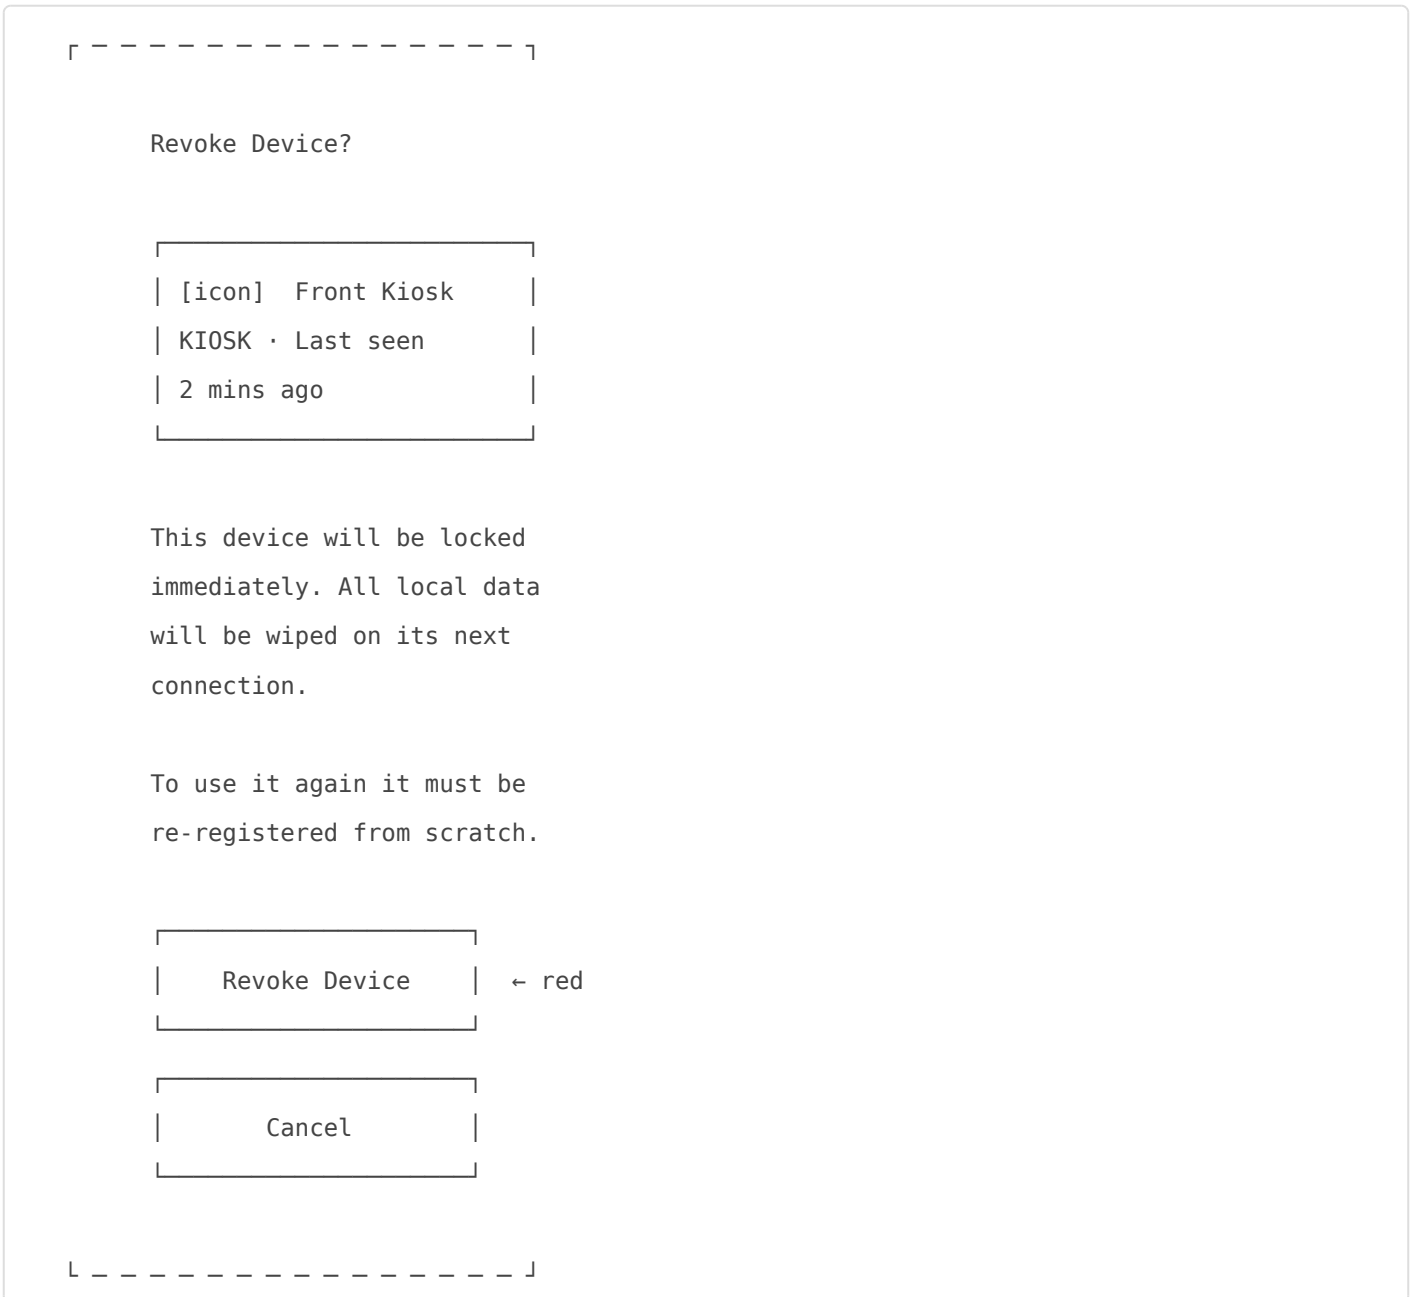 Revoke Device?
[icon]  Front Kiosk
KIOSK · Last seen
2 mins ago
This device will be locked
immediately. All local data
will be wiped on its next
connection.
To use it again it must be
re-registered from scratch.
Revoke Device  ← red
Cancel